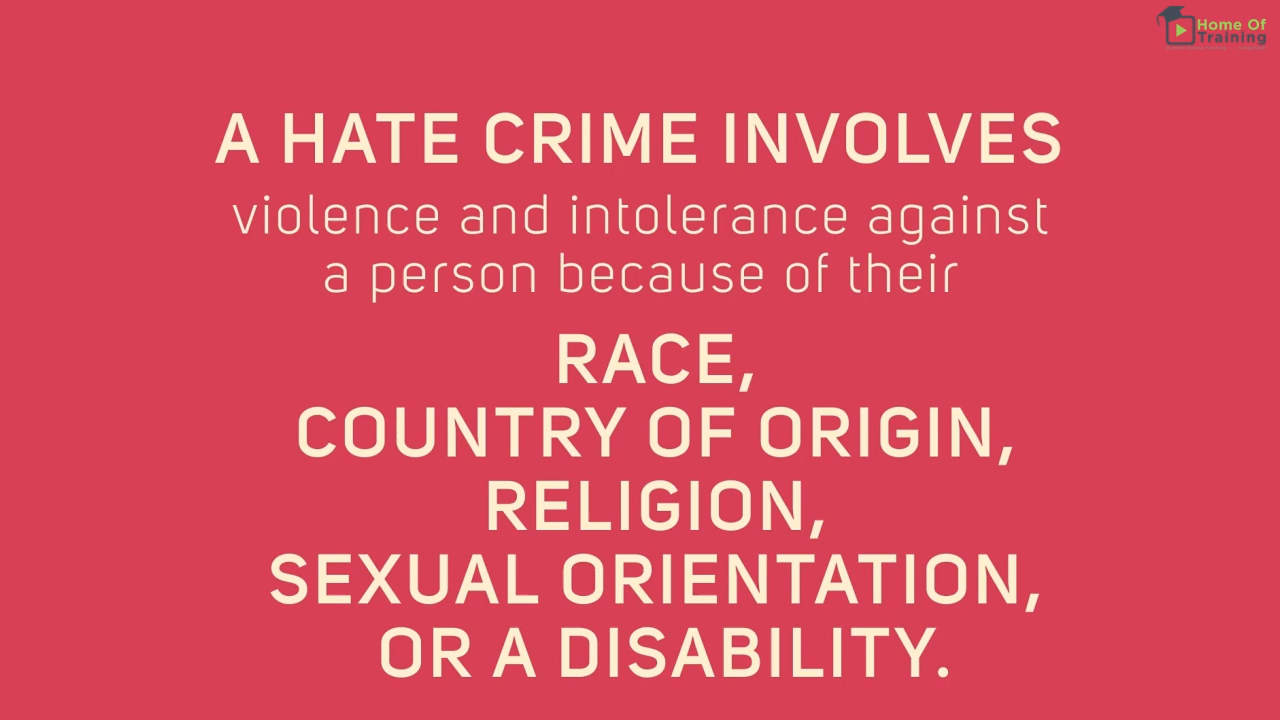 Home Of
Training
A HATE CRIME INVOLVES
violence and intolerance against
a person because of their
RACE,
COUNTRY OF ORIGIN,
RELIGION,
SEXUAL ORIENTATION,
OR A DISABILITY.